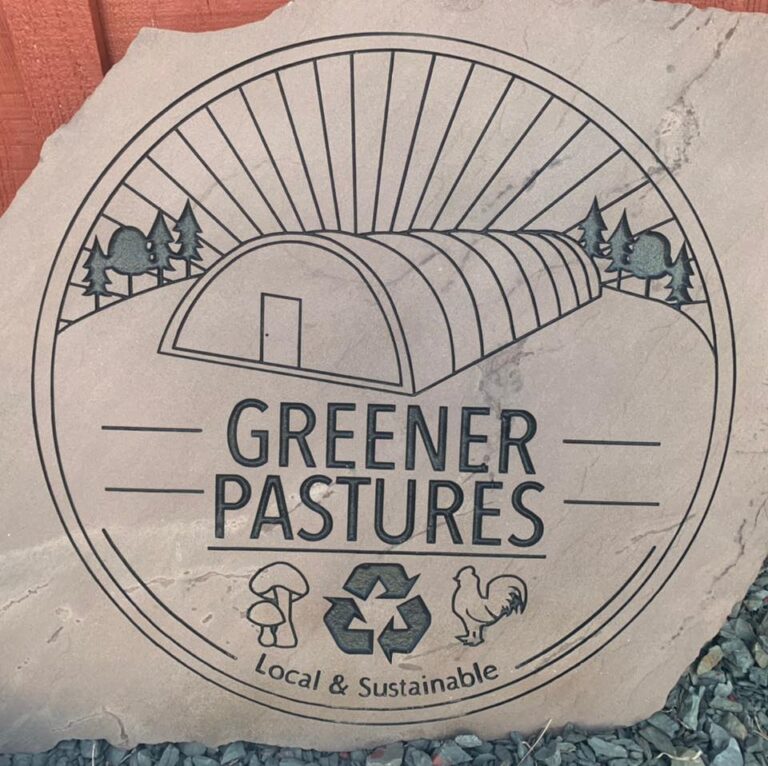 GREENER
PASTURES
Local & Sustainable